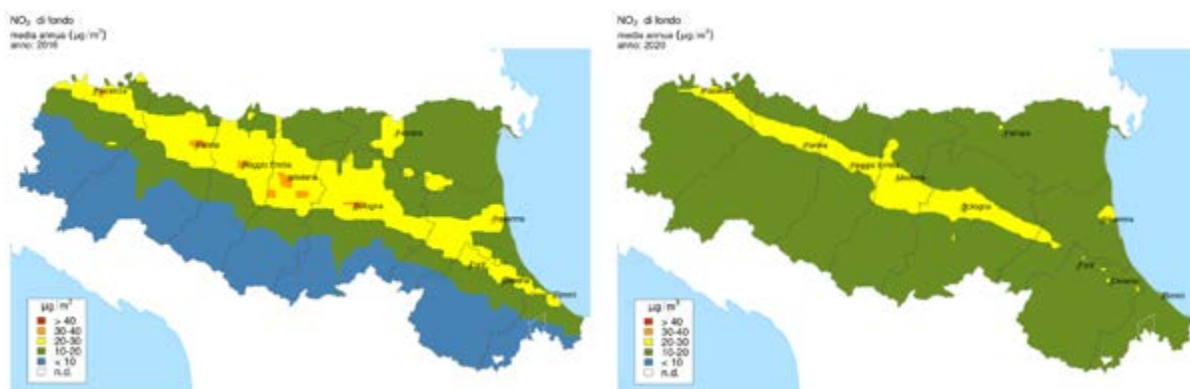 NO₂ di fondo
media annua (µg/m³)
anno: 2016
Piacenza
Parma
Reggio Emilia
Modena
Bologna
Ferrara
Ravenna
Forlì
Cesena
Rimini
µg/m³
> 40
30-40
20-30
10-20
< 10
n.d.
NO₂ di fondo
media annua (µg/m³)
anno: 2020
Piacenza
Parma
Reggio Emilia
Modena
Bologna
Ferrara
Ravenna
Forlì
Cesena
Rimini
µg/m³
> 40
30-40
20-30
10-20
< 10
n.d.